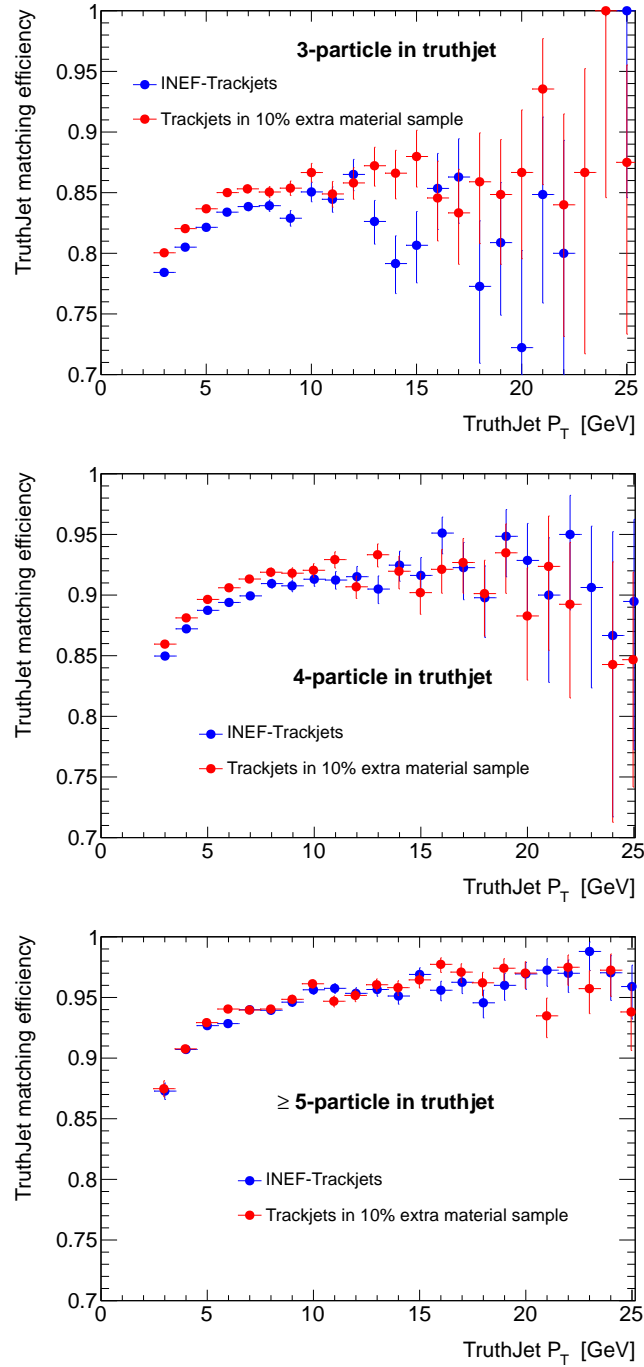 1
0.95
0.9
0.85
0.8
0.75
0.7
TruthJet matching efficiency
3-particle in truthjet
INEF-Trackjets
Trackjets in 10% extra material sample
0 5 10 15 20 25
TruthJet P_T [GeV]
1
0.95
0.9
0.85
0.8
0.75
0.7
TruthJet matching efficiency
4-particle in truthjet
INEF-Trackjets
Trackjets in 10% extra material sample
0 5 10 15 20 25
TruthJet P_T [GeV]
1
0.95
0.9
0.85
0.8
0.75
0.7
TruthJet matching efficiency
≥ 5-particle in truthjet
INEF-Trackjets
Trackjets in 10% extra material sample
0 5 10 15 20 25
TruthJet P_T [GeV]